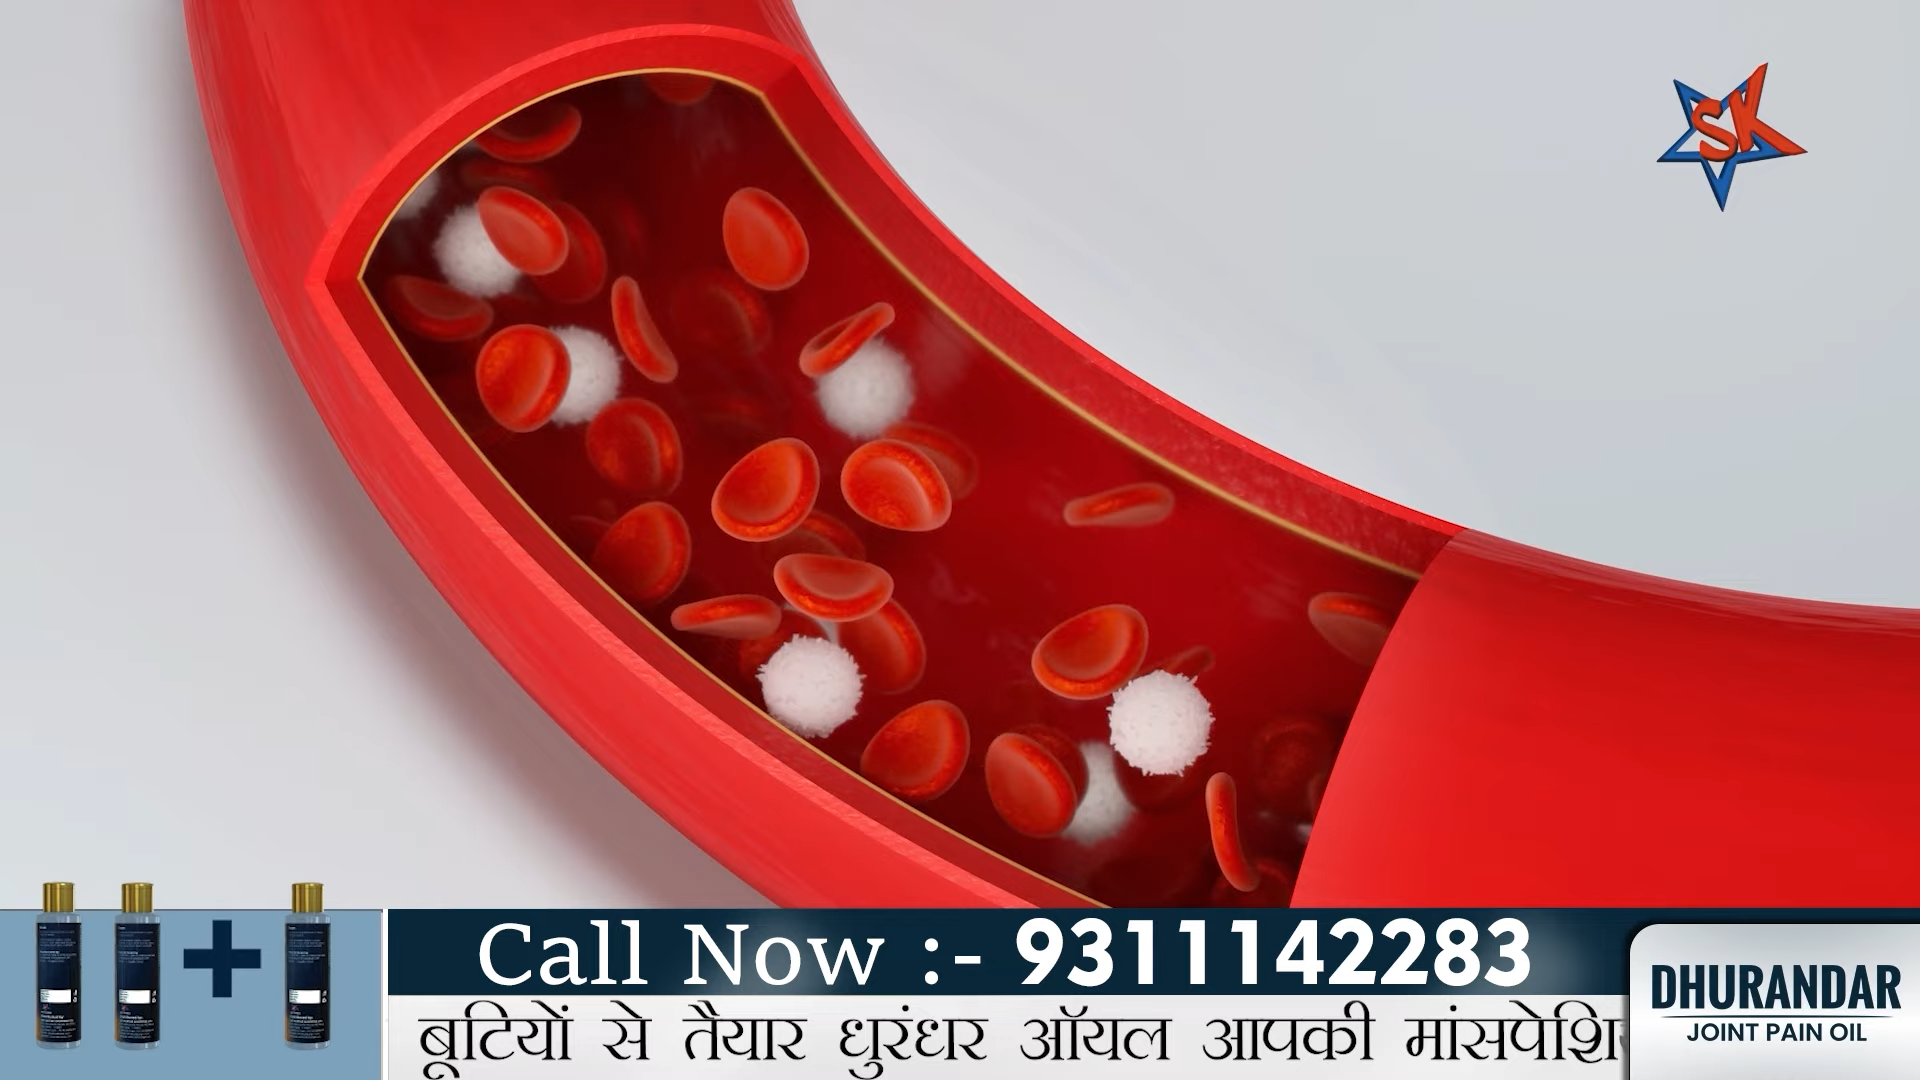 SK
Call Now :- 9311142283
बूटियों से तैयार धुरंधर ऑयल आपकी मांसपेशि
DHURANDAR
JOINT PAIN OIL